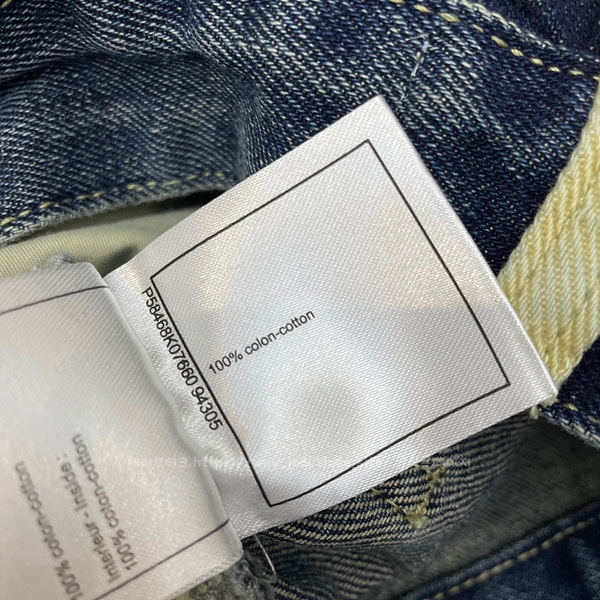 P58468K07660 94305
100% colon-cotton
100% colon-cotton
Interieur - Inside :
100% colon-cotton